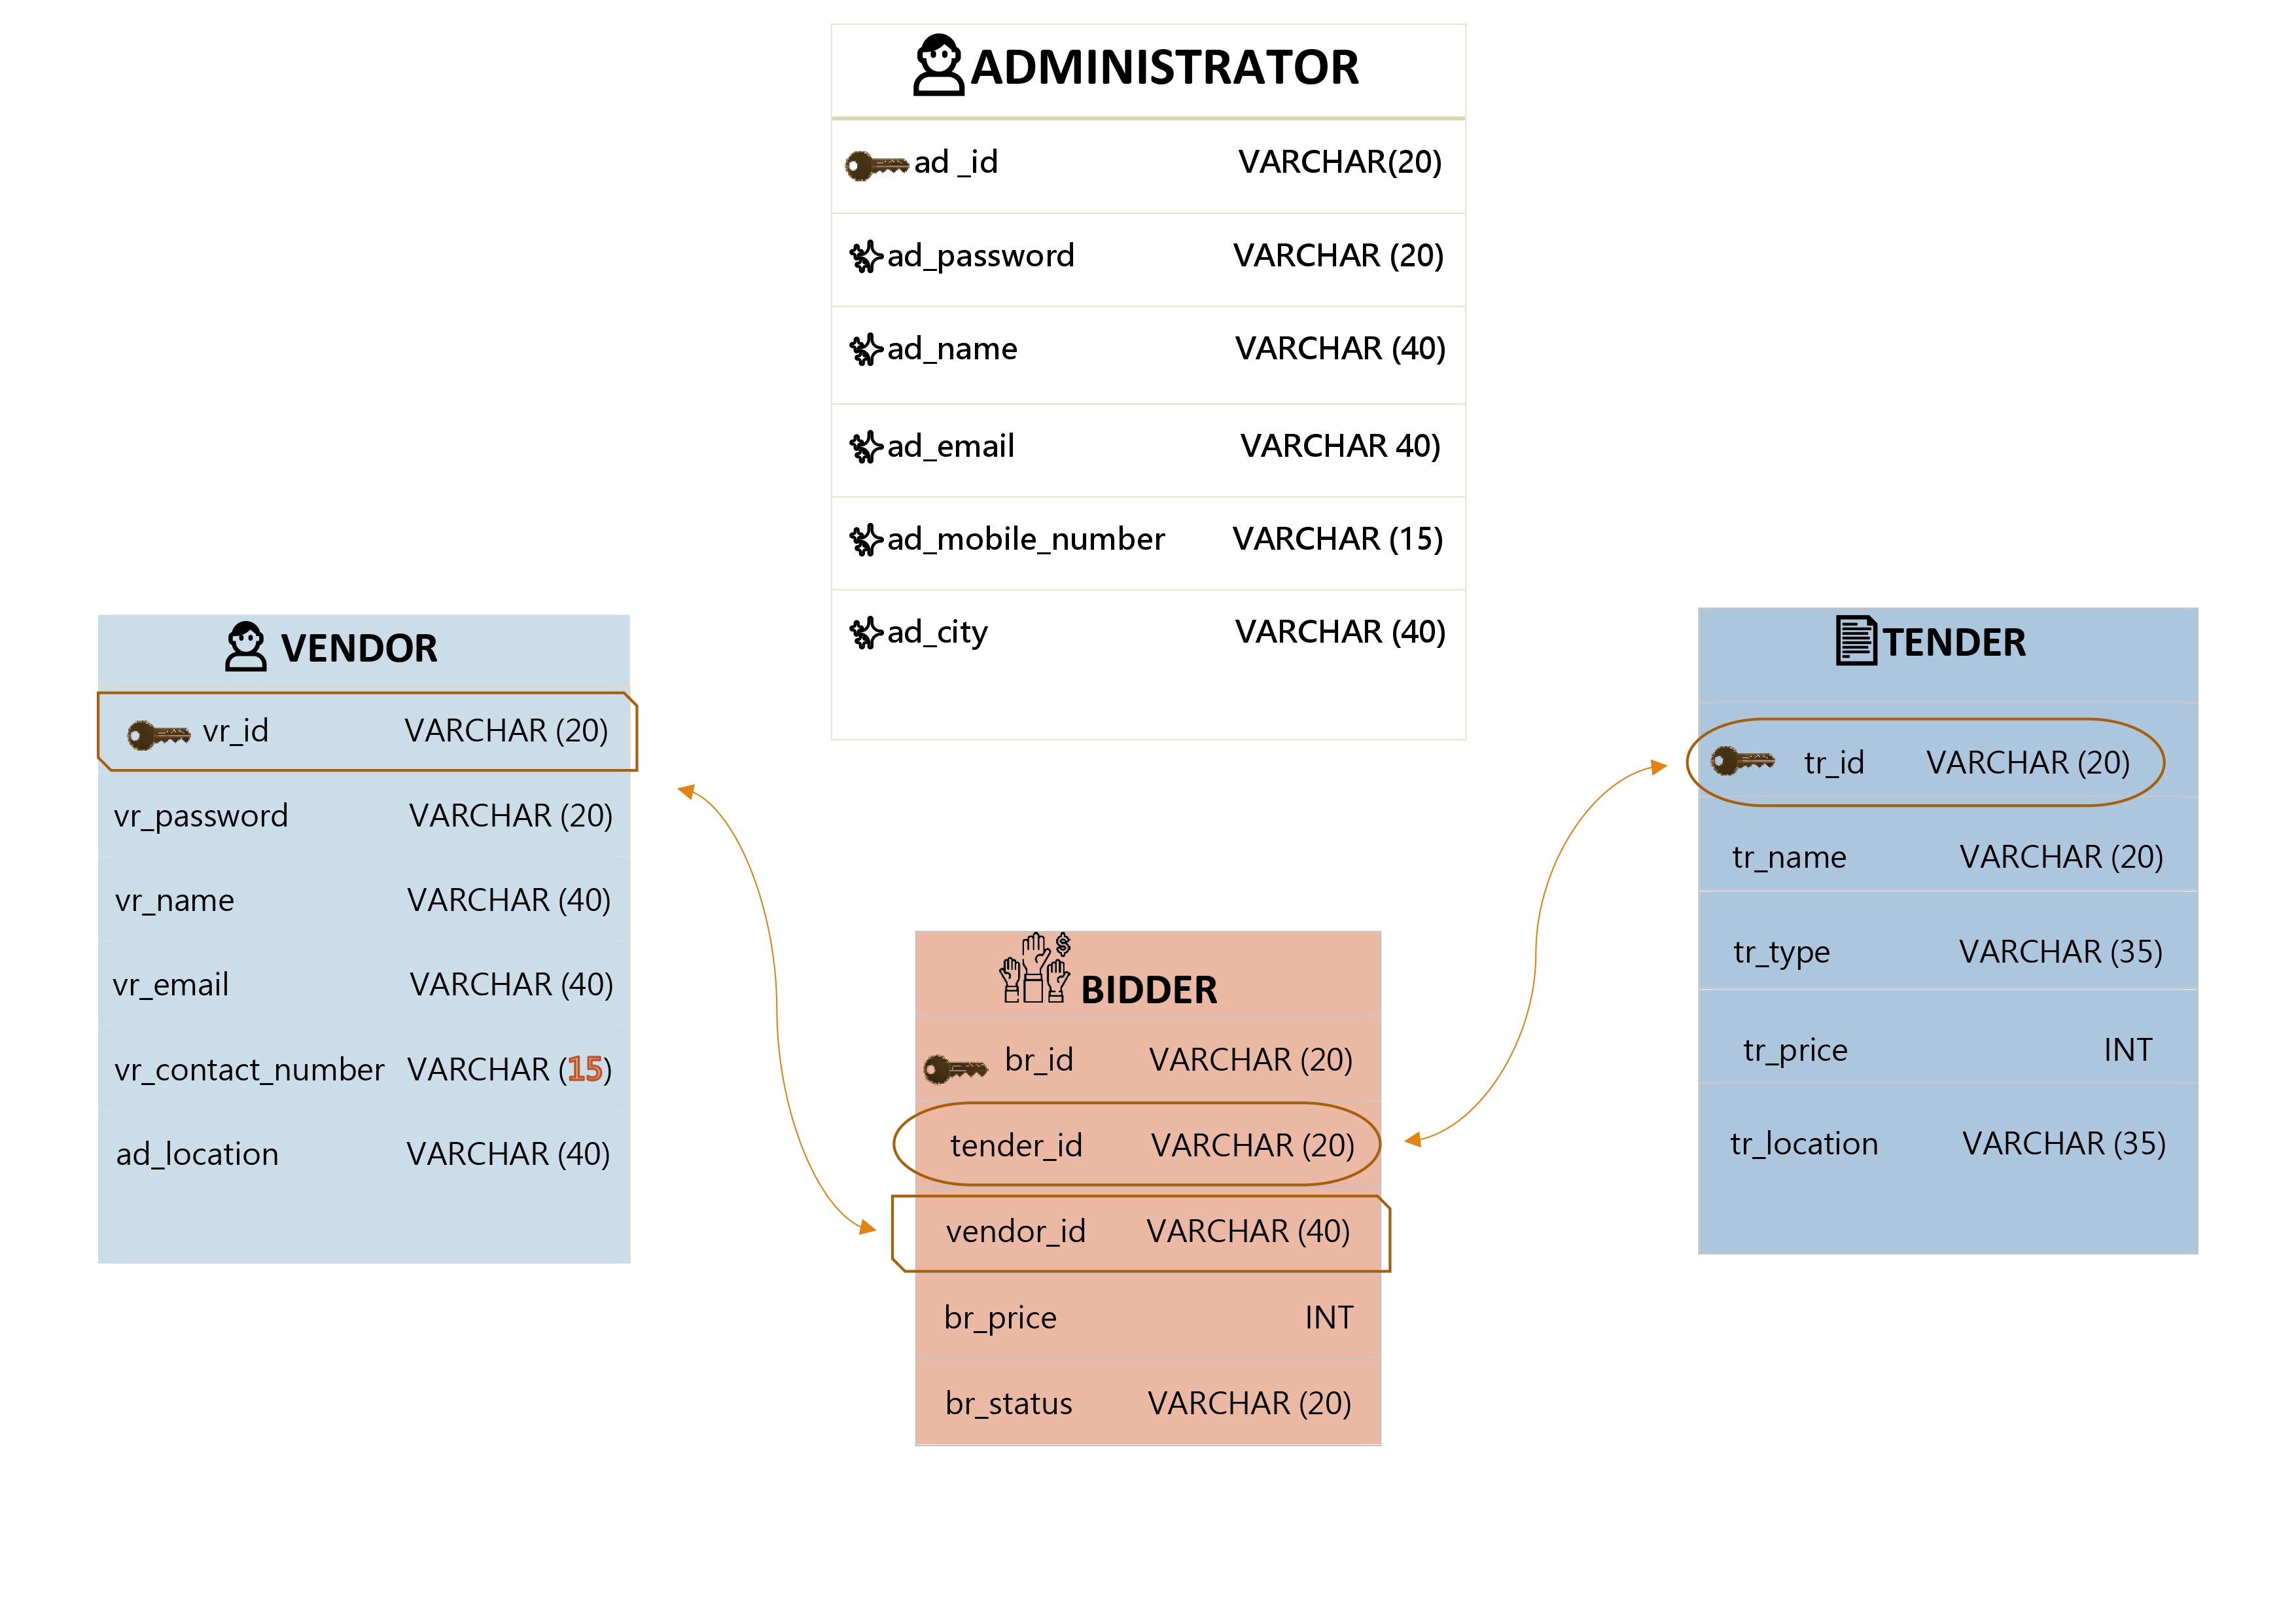 ADMINISTRATOR
ad _id VARCHAR(20)
ad_password VARCHAR (20)
ad_name VARCHAR (40)
ad_email VARCHAR 40)
ad_mobile_number VARCHAR (15)
ad_city VARCHAR (40)
VENDOR
vr_id VARCHAR (20)
vr_password VARCHAR (20)
vr_name VARCHAR (40)
vr_email VARCHAR (40)
vr_contact_number VARCHAR (15)
ad_location VARCHAR (40)
BIDDER
br_id VARCHAR (20)
tender_id VARCHAR (20)
vendor_id VARCHAR (40)
br_price INT
br_status VARCHAR (20)
TENDER
tr_id VARCHAR (20)
tr_name VARCHAR (20)
tr_type VARCHAR (35)
tr_price INT
tr_location VARCHAR (35)